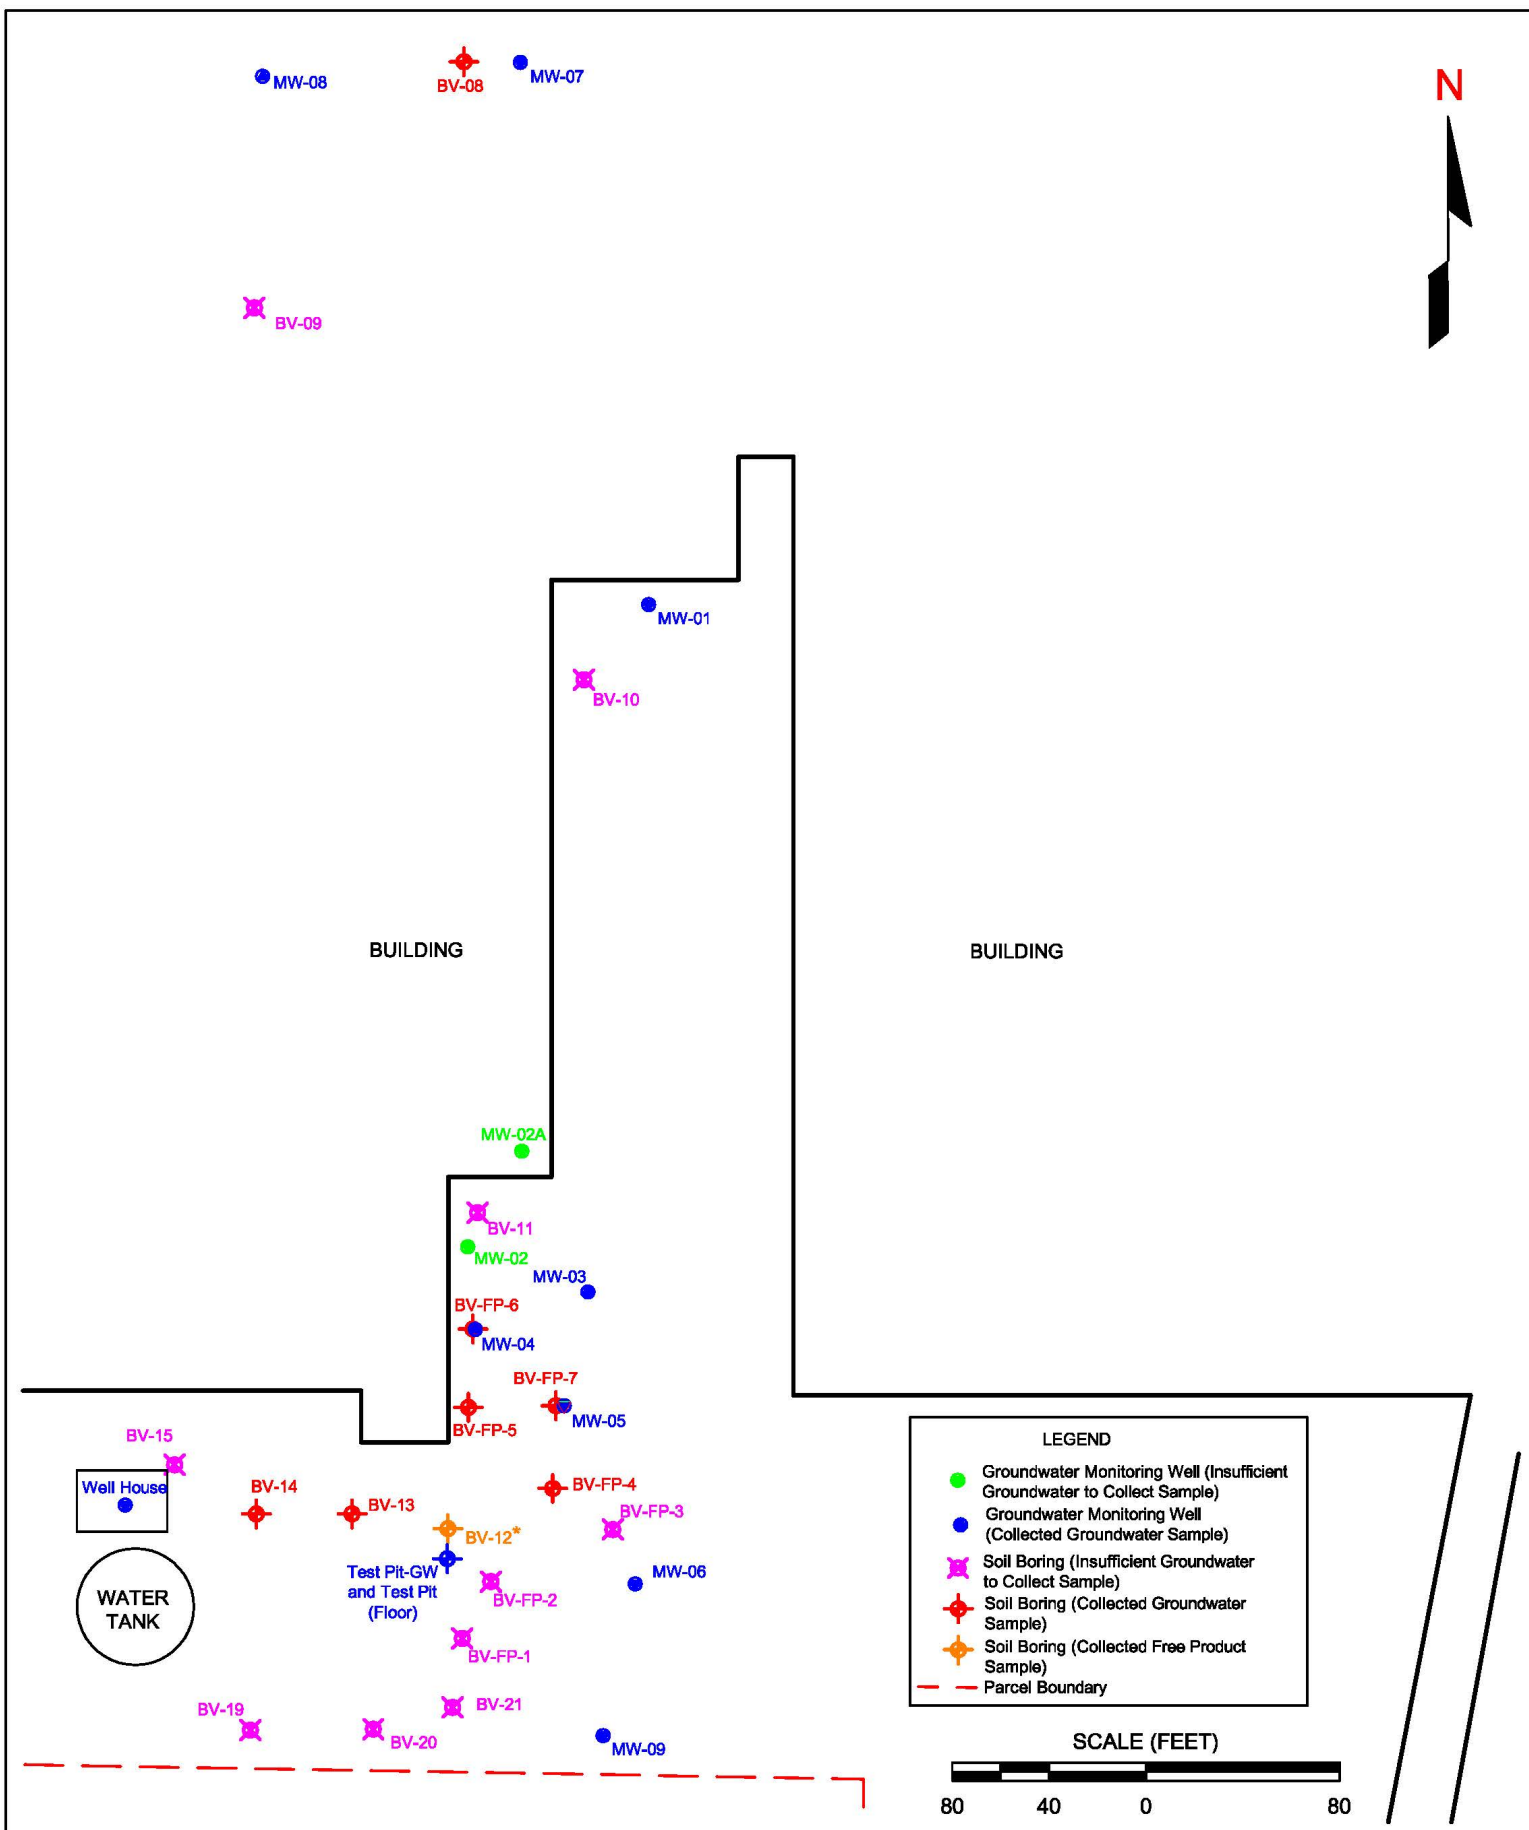 MW-08
BV-08
MW-07
N
BV-09
MW-01
BV-10
BUILDING
BUILDING
MW-02A
BV-11
MW-02
MW-03
BV-FP-6
MW-04
BV-FP-7
MW-05
BV-FP-5
BV-15
Well House
BV-14
BV-13
BV-FP-4
BV-FP-3
BV-12*
Test Pit-GW
and Test Pit
(Floor)
MW-06
BV-FP-2
WATER
TANK
BV-FP-1
BV-19
BV-20
BV-21
MW-09
LEGEND
Groundwater Monitoring Well (Insufficient
Groundwater to Collect Sample)
Groundwater Monitoring Well
(Collected Groundwater Sample)
Soil Boring (Insufficient Groundwater
to Collect Sample)
Soil Boring (Collected Groundwater
Sample)
Soil Boring (Collected Free Product
Sample)
Parcel Boundary
SCALE (FEET)
80 40 0 80